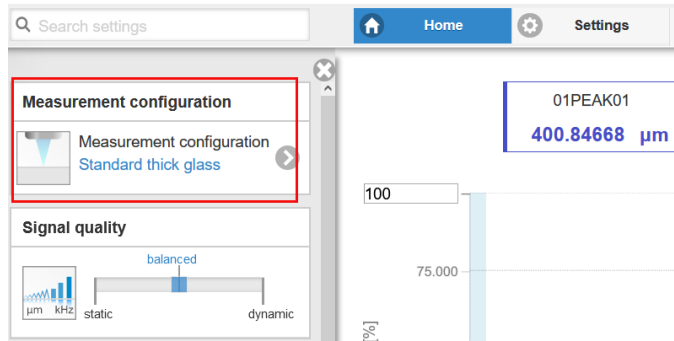 Search settings
Home
Settings
Measurement configuration
Measurement configuration
Standard thick glass
Signal quality
balanced
µm kHz
static
dynamic
01PEAK01
400.84668 µm
100
75.000
[%]